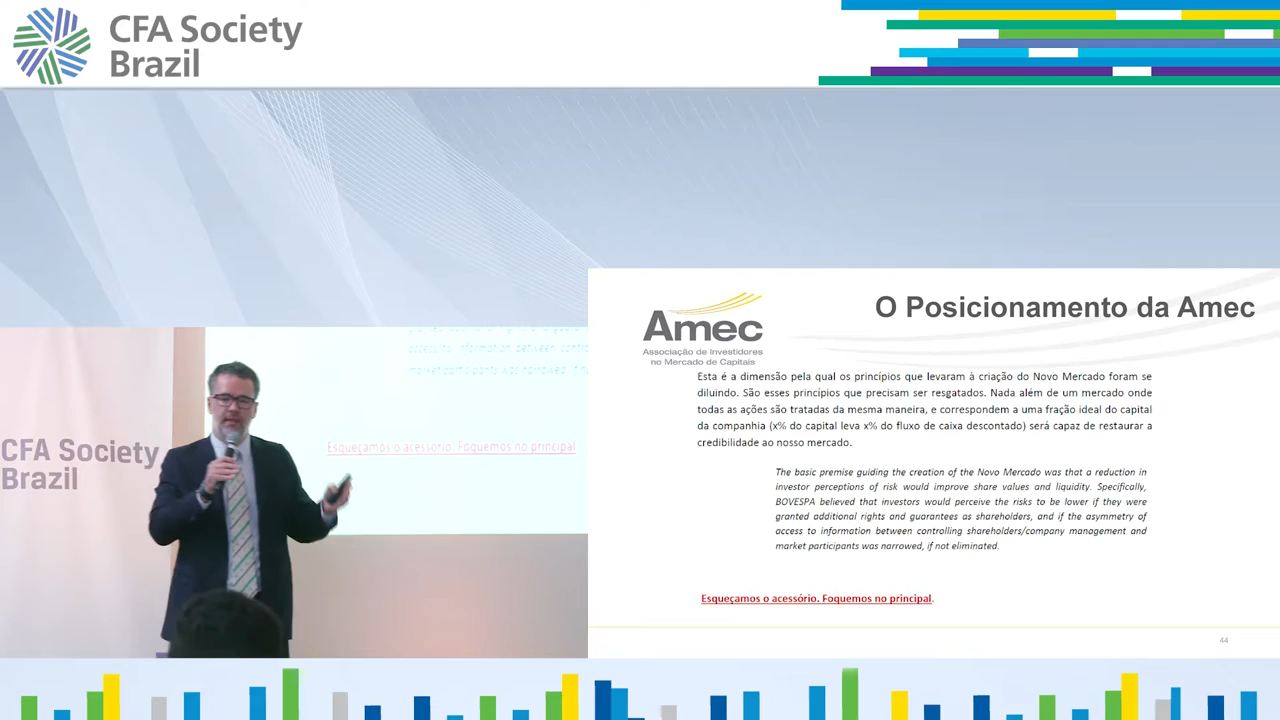 CFA Society
Brazil
O Posicionamento da Amec
Amec
Associação de Investidores
no Mercado de Capitais
Esta é a dimensão pela qual os princípios que levaram à criação do Novo Mercado foram se
diluindo. São esses princípios que precisam ser resgatados. Nada além de um mercado onde
todas as ações são tratadas da mesma maneira, e correspondem a uma fração ideal do capital
da companhia (x% do capital leva x% do fluxo de caixa descontado) será capaz de restaurar a
credibilidade ao nosso mercado.
The basic premise guiding the creation of the Novo Mercado was that a reduction in
investor perceptions of risk would improve share values and liquidity. Specifically,
BOVESPA believed that investors would perceive the risks to be lower if they were
granted additional rights and guarantees as shareholders, and if the asymmetry of
access to information between controlling shareholders/company management and
market participants was narrowed, if not eliminated.
Esqueçamos o acessório. Foquemos no principal.
44
access to information between contro
market participants was narrowed, if
Esqueçamos o acessório. Foquemos no principal
CFA Society
Brazil